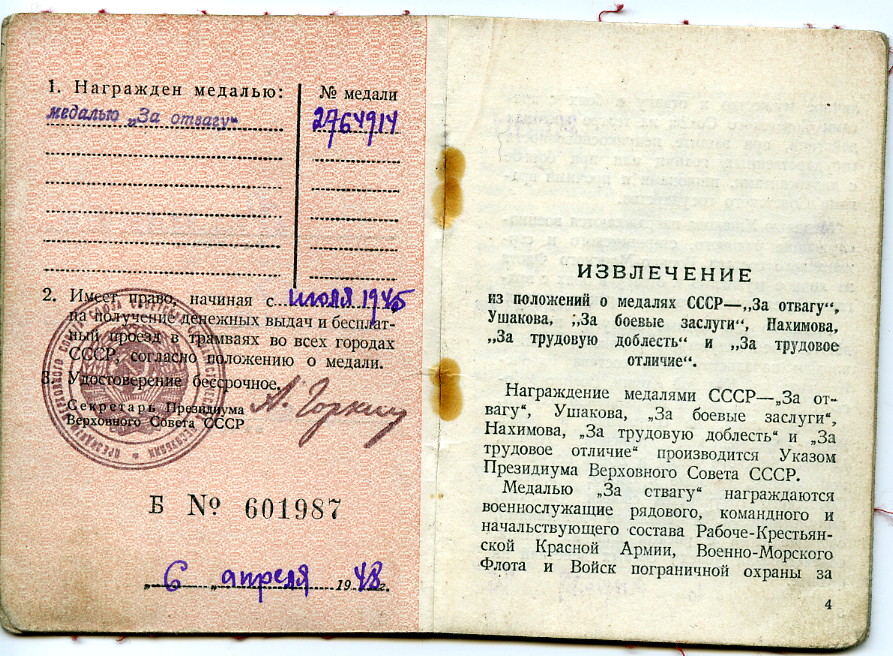 1. Награжден медалью:
№ медали
медалью „За отвагу“
2764914
2. Имеет право, начиная с июля 1945
на получение денежных выдач и бесплат-
ный проезд в трамваях во всех городах
СССР, согласно положению о медали.
3. Удостоверение бессрочное.
Секретарь Президиума
Верховного Совета СССР
А. Горкин
Б № 601987
„ 6 „ апреля 1948 г.
ИЗВЛЕЧЕНИЕ
из положений о медалях СССР—„За отвагу“,
Ушакова, „За боевые заслуги“, Нахимова,
„За трудовую доблесть“ и „За трудовое
отличие“.
Награждение медалями СССР—„За от-
вагу“, Ушакова, „За боевые заслуги“,
Нахимова, „За трудовую доблесть“ и „За
трудовое отличие“ производится Указом
Президиума Верховного Совета СССР.
Медалью „За ствагу“ награждаются
военнослужащие рядового, командного и
начальствующего состава Рабоче-Крестьян-
ской Красной Армии, Военно-Морского
Флота и Войск пограничной охраны за
4